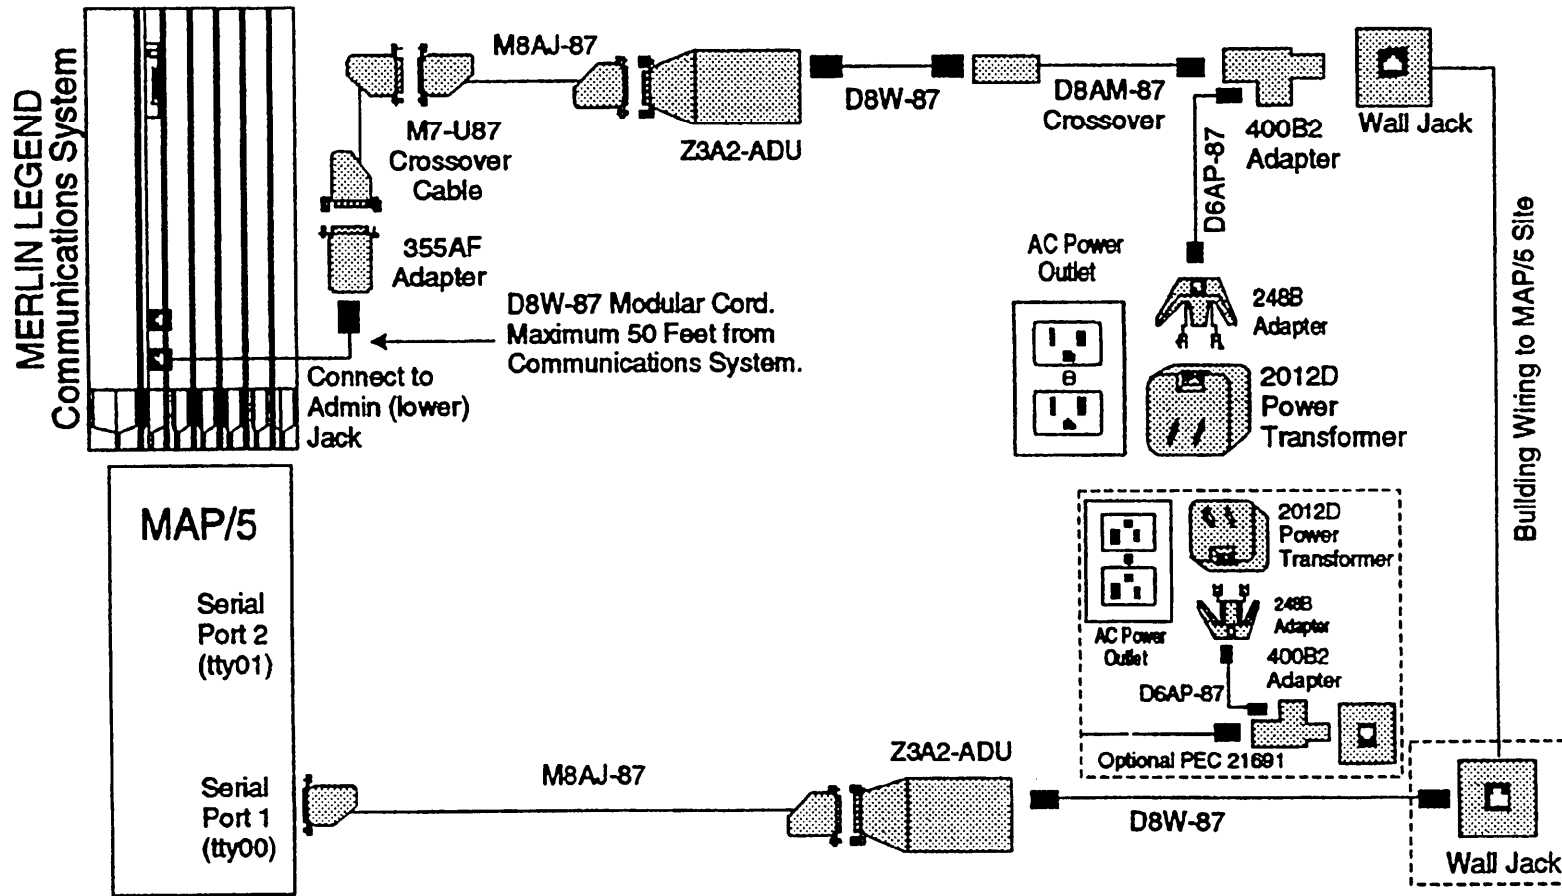 MERLIN LEGEND
Communications System
M8AJ-87
M7-U87
Crossover
Cable
355AF
Adapter
D8W-87 Modular Cord.
Maximum 50 Feet from
Communications System.
Connect to
Admin (lower)
Jack
Z3A2-ADU
D8W-87
D8AM-87
Crossover
400B2
Adapter
Wall Jack
D6AP-87
AC Power
Outlet
248B
Adapter
2012D
Power
Transformer
Building Wiring to MAP/5 Site
MAP/5
Serial
Port 2
(tty01)
Serial
Port 1
(tty00)
M8AJ-87
Z3A2-ADU
D8W-87
Wall Jack
2012D
Power
Transformer
248B
Adapter
AC Power
Outlet
400B2
Adapter
D6AP-87
Optional PEC 21691